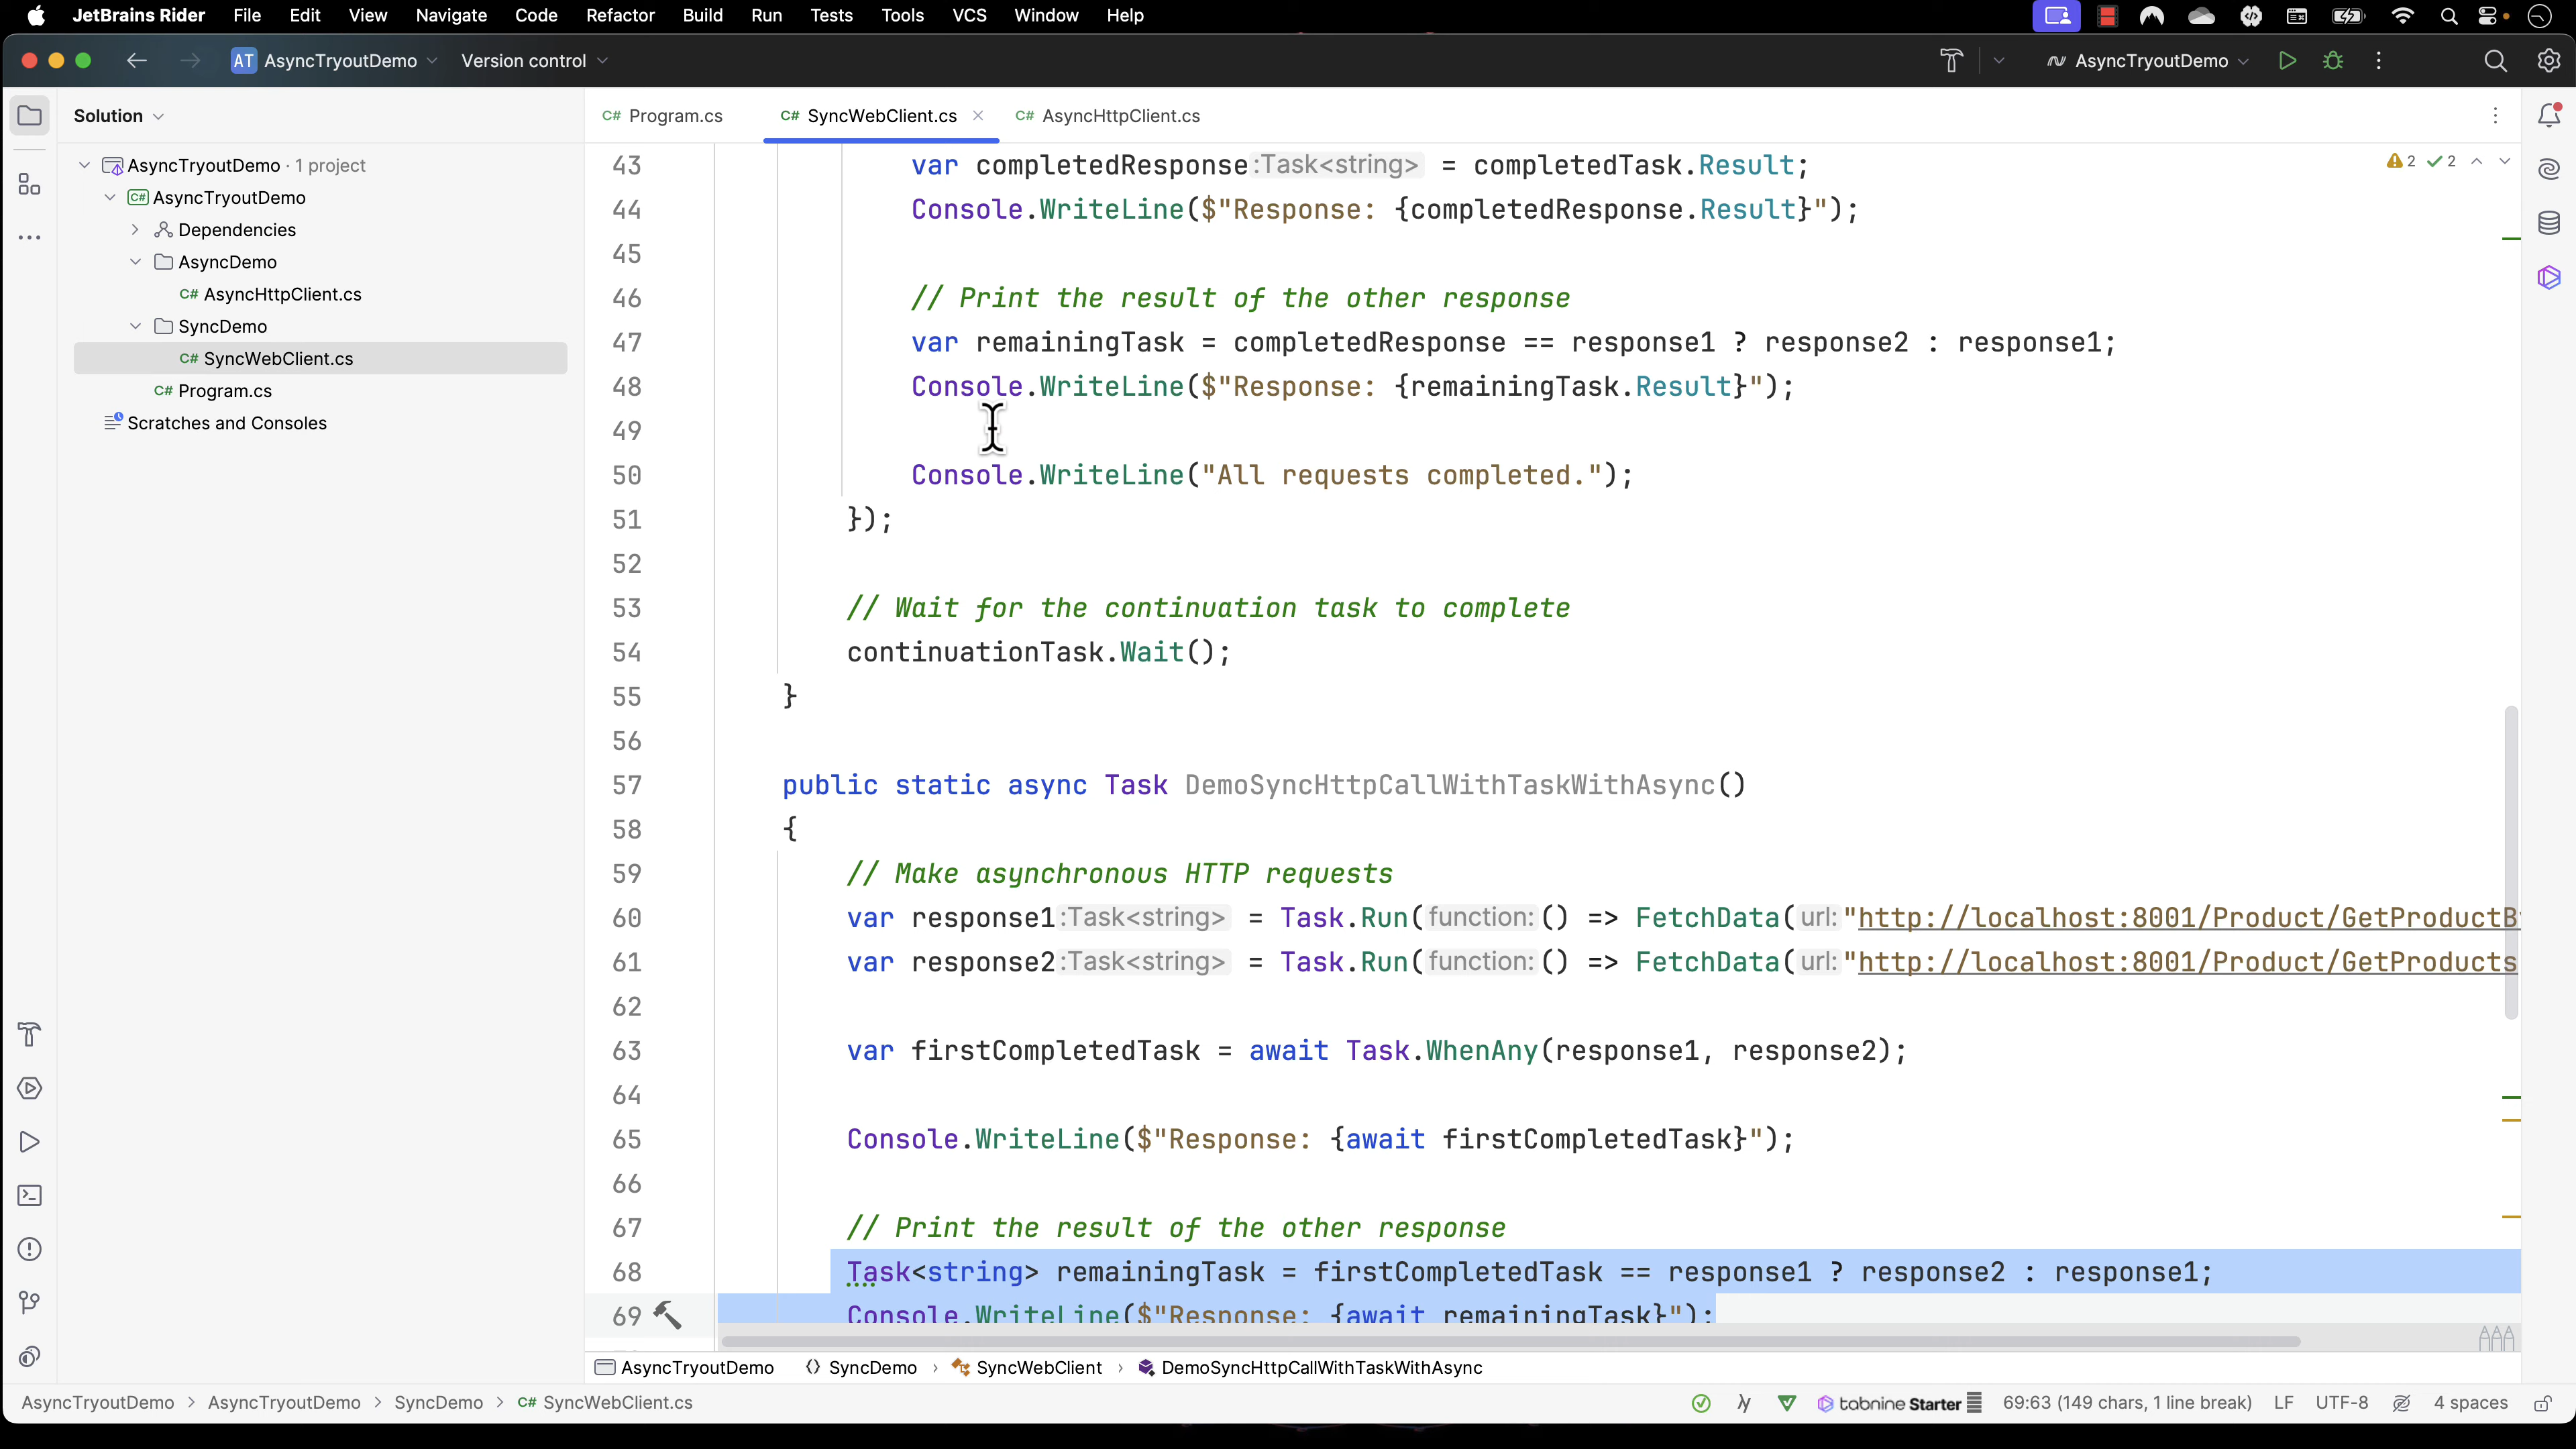 JetBrains Rider File Edit View Navigate Code Refactor Build Run Tests Tools VCS Window Help
AT AsyncTryoutDemo Version control AsyncTryoutDemo
Solution
C# Program.cs C# SyncWebClient.cs C# AsyncHttpClient.cs
AsyncTryoutDemo · 1 project
C# AsyncTryoutDemo
Dependencies
AsyncDemo
C# AsyncHttpClient.cs
SyncDemo
C# SyncWebClient.cs
C# Program.cs
Scratches and Consoles
2 2
43 var completedResponse :Task<string> = completedTask.Result;
44 Console.WriteLine($"Response: {completedResponse.Result}");
45
46 // Print the result of the other response
47 var remainingTask = completedResponse == response1 ? response2 : response1;
48 Console.WriteLine($"Response: {remainingTask.Result}");
49
50 Console.WriteLine("All requests completed.");
51 });
52
53 // Wait for the continuation task to complete
54 continuationTask.Wait();
55 }
56
57 public static async Task DemoSyncHttpCallWithTaskWithAsync()
58 {
59 // Make asynchronous HTTP requests
60 var response1 :Task<string> = Task.Run( function: () => FetchData( url: "http://localhost:8001/Product/GetProductB
61 var response2 :Task<string> = Task.Run( function: () => FetchData( url: "http://localhost:8001/Product/GetProducts
62
63 var firstCompletedTask = await Task.WhenAny(response1, response2);
64
65 Console.WriteLine($"Response: {await firstCompletedTask}");
66
67 // Print the result of the other response
68 Task<string> remainingTask = firstCompletedTask == response1 ? response2 : response1;
69 Console.WriteLine($"Response: {await remainingTask}");
AsyncTryoutDemo SyncDemo › SyncWebClient › DemoSyncHttpCallWithTaskWithAsync
AsyncTryoutDemo > AsyncTryoutDemo > SyncDemo > C# SyncWebClient.cs tabnine Starter 69:63 (149 chars, 1 line break) LF UTF-8 4 spaces